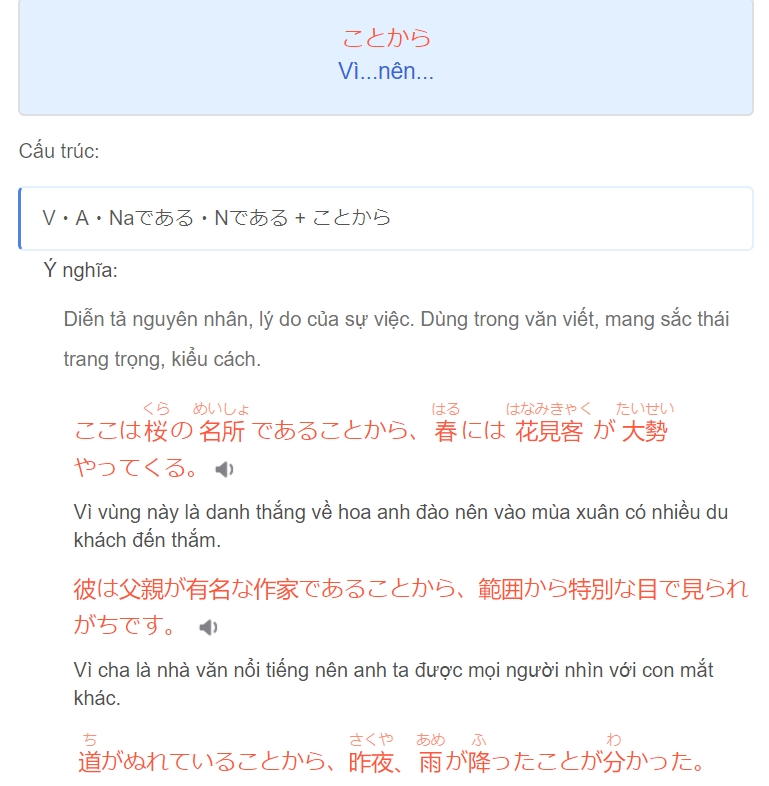 ことから
Vì...nên...
Cấu trúc:
V・A・Naである・Nである + ことから
Ý nghĩa:
Diễn tả nguyên nhân, lý do của sự việc. Dùng trong văn viết, mang sắc thái
trang trọng, kiểu cách.
くら めいしょ はる はなみきゃく たいせい
ここは桜の名所であることから、春には花見客が大勢
やってくる。
Vì vùng này là danh thắng về hoa anh đào nên vào mùa xuân có nhiều du
khách đến thắm.
彼は父親が有名な作家であることから、範囲から特別な目で見られ
がちです。
Vì cha là nhà văn nổi tiếng nên anh ta được mọi người nhìn với con mắt
khác.
ち さくや あめ ふ わ
道がぬれていることから、昨夜、雨が降ったことが分かった。